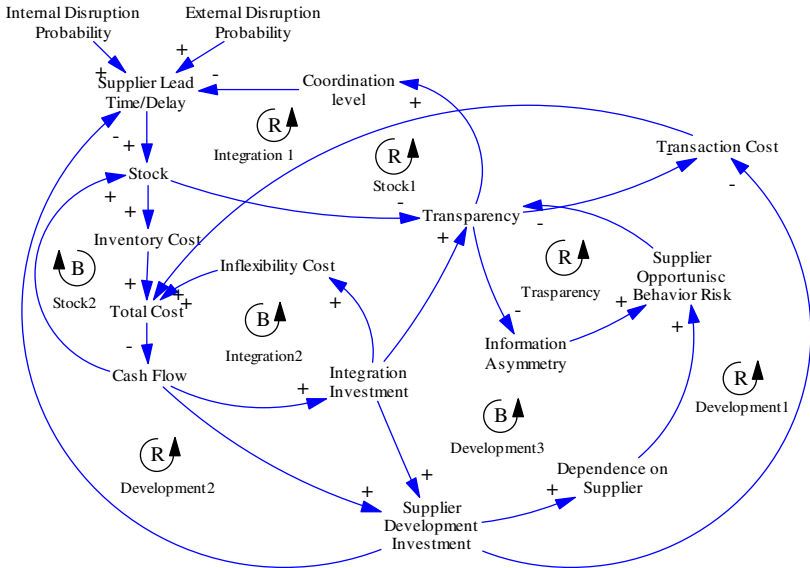 Internal Disruption
Probability
External Disruption
Probability
+
+
Supplier Lead
Time/Delay
-
Coordination
level
+
R
Integration 1
-
+
Stock
R
Stock1
Transaction Cost
-
-
+
+
-
Transparency
-
+
Inventory Cost
B
Stock2
+
Inflexibility Cost
+
+
Total Cost
R
Trasparency
Supplier
Opportunisc
Behavior Risk
+
+
-
Information
Asymmetry
B
Integration2
+
-
Cash Flow
+
Integration
Investment
R
Development1
B
Development3
R
Development2
Dependence on
Supplier
+
+
+
Supplier
Development
Investment